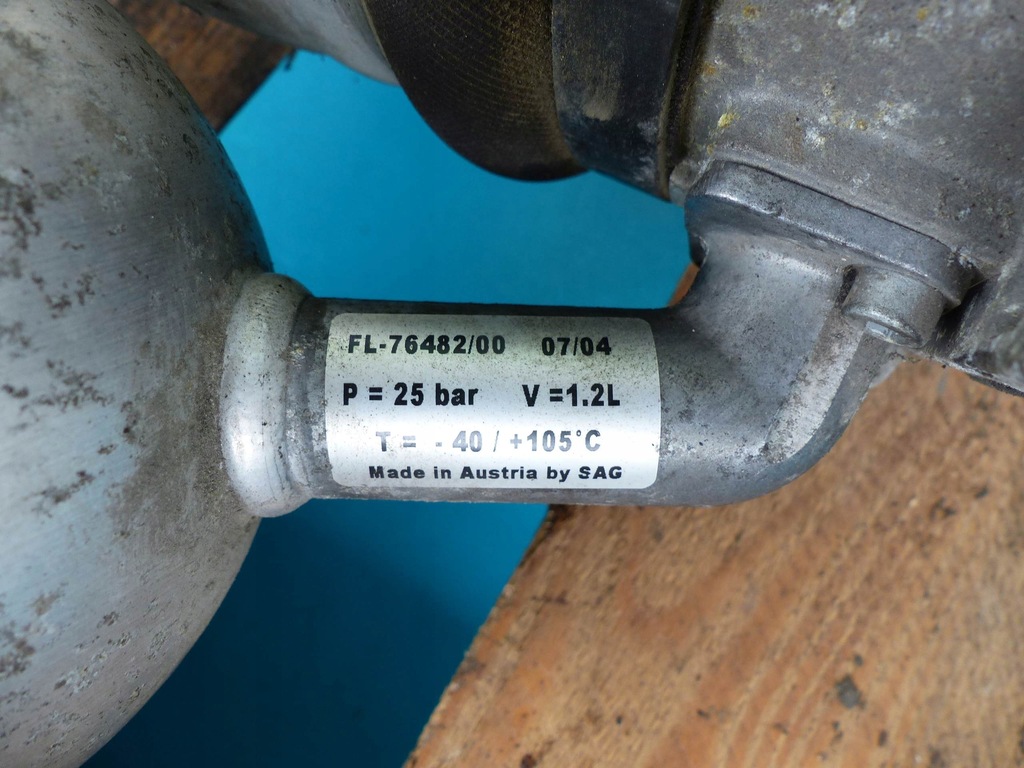 FL-76482/00 07/04
P = 25 bar V =1.2L
T = - 40 / +105°C
Made in Austria by SAG